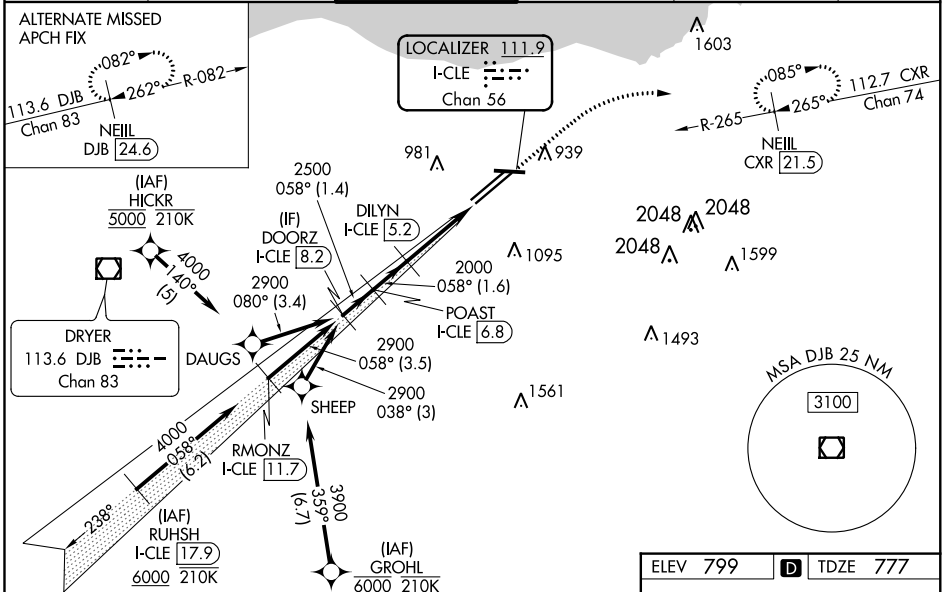 ALTERNATE MISSED
APCH FIX
082°
262°
R-082
113.6 DJB
Chan 83
NEIIL
DJB 24.6
LOCALIZER 111.9
I-CLE
Chan 56
1603
085°
265°
112.7 CXR
Chan 74
R-265
NEIIL
CXR 21.5
981
939
2500
058° (1.4)
(IAF)
HICKR
5000 210K
(IF)
DOORZ
I-CLE 8.2
DILYN
I-CLE 5.2
4000
140°
(5)
2900
080° (3.4)
1095
2048
2048
2048
1599
2000
058° (1.6)
POAST
I-CLE 6.8
DRYER
113.6 DJB
Chan 83
DAUGS
2900
058° (3.5)
1493
2900
038° (3)
SHEEP
1561
MSA DJB 25 NM
3100
4000
058°
(6.2)
RMONZ
I-CLE 11.7
3900
359°
(6.7)
238°
(IAF)
RUHSH
I-CLE 17.9
6000 210K
(IAF)
GROHL
6000 210K
ELEV 799
D
TDZE 777